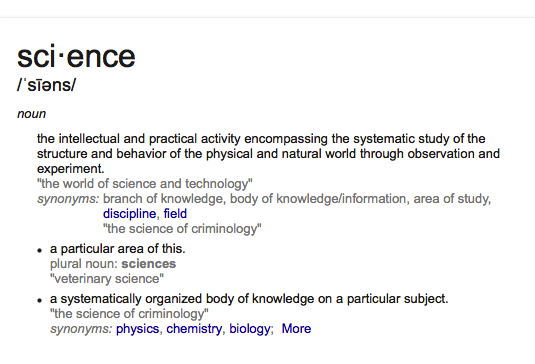 sci·ence
/ˈsīəns/
noun
the intellectual and practical activity encompassing the systematic study of the
structure and behavior of the physical and natural world through observation and
experiment.
"the world of science and technology"
synonyms: branch of knowledge, body of knowledge/information, area of study,
discipline, field
"the science of criminology"
• a particular area of this.
plural noun: sciences
"veterinary science"
• a systematically organized body of knowledge on a particular subject.
"the science of criminology"
synonyms: physics, chemistry, biology; More